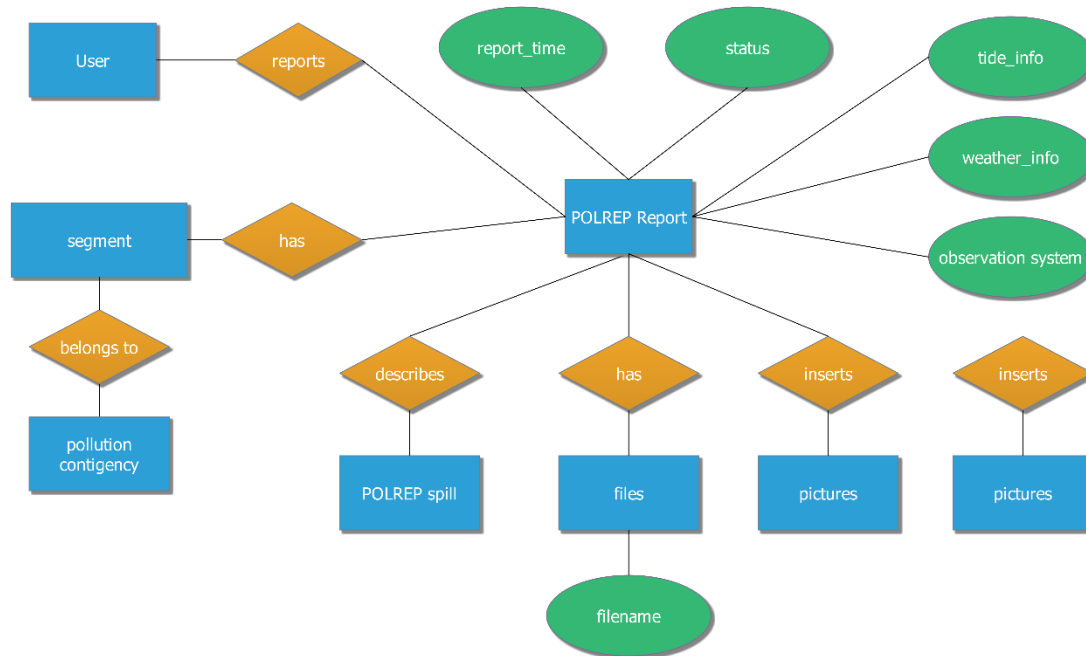 User
reports
report_time
status
tide_info
weather_info
segment
has
POLREP Report
observation system
belongs to
describes
has
inserts
inserts
pollution
contigency
POLREP spill
files
pictures
pictures
filename